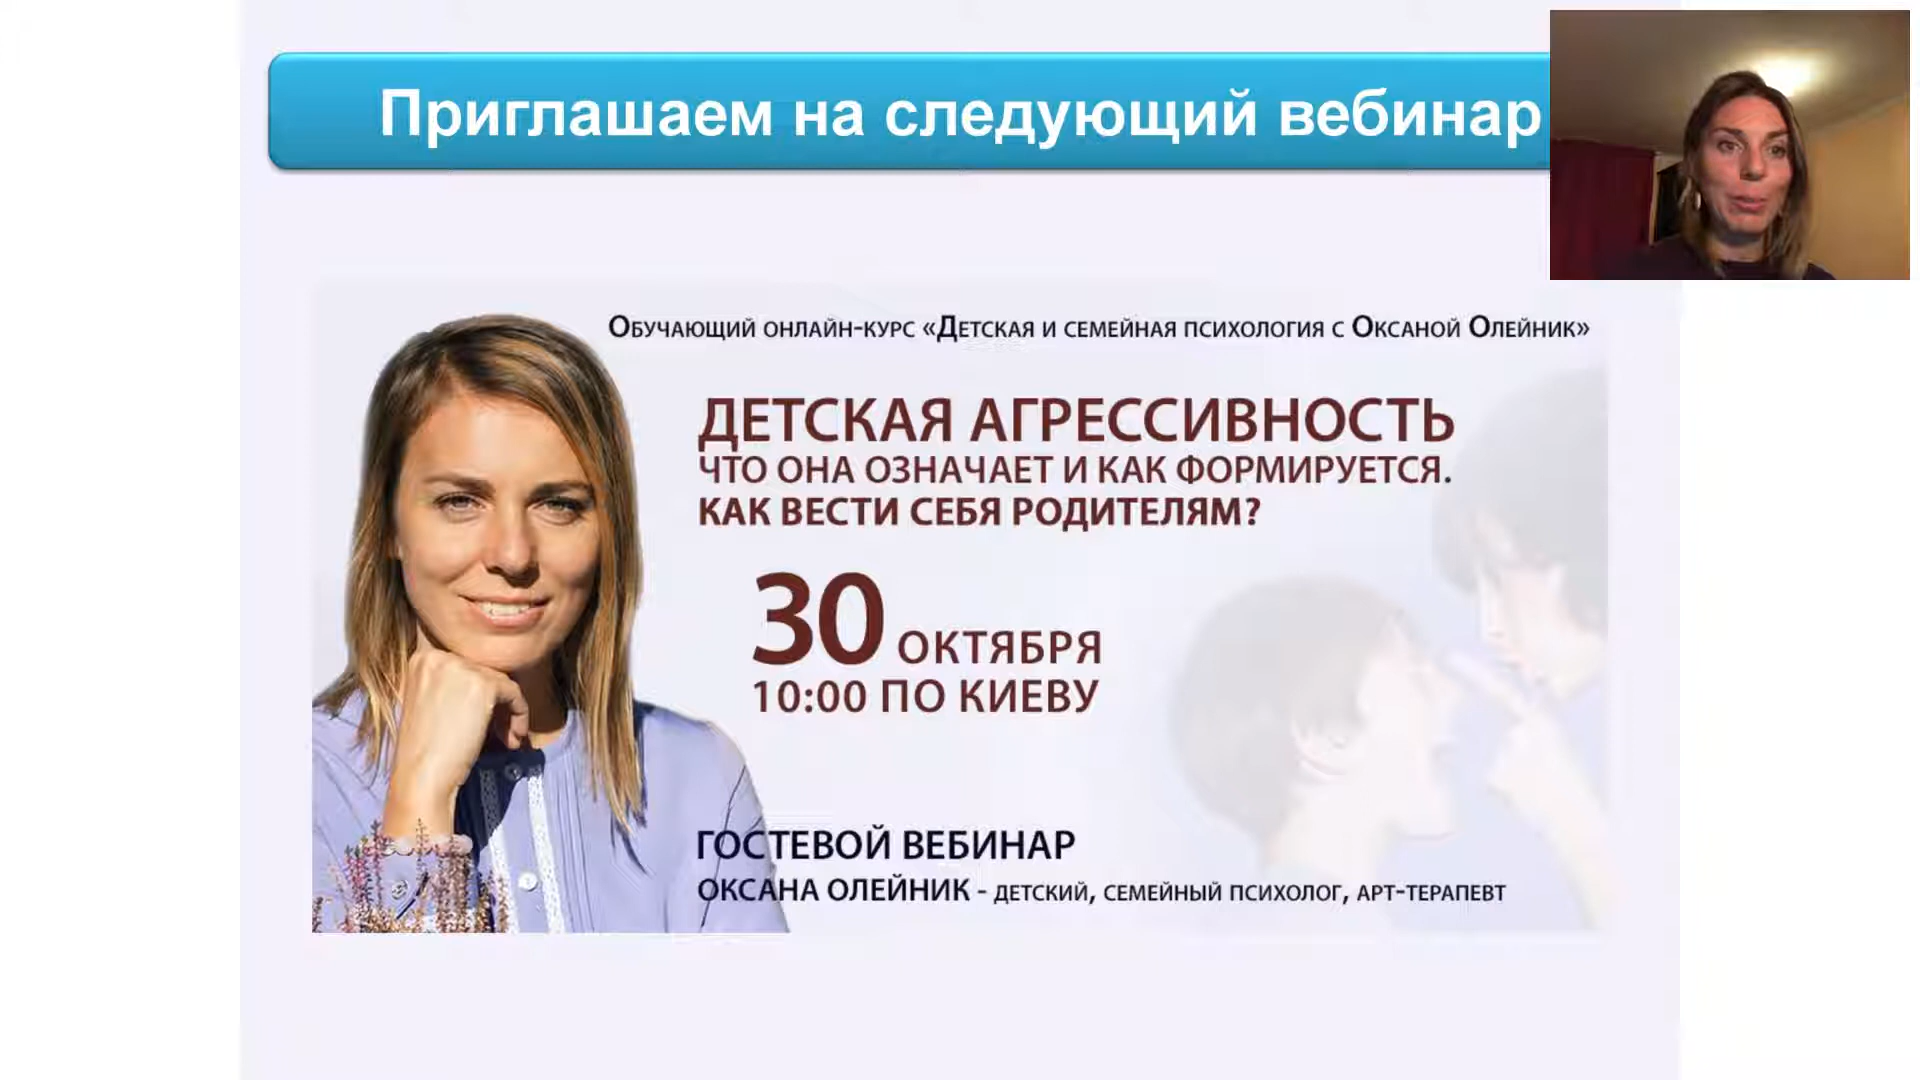 Приглашаем на следующий вебинар
Обучающий онлайн-курс «Детская и семейная психология с Оксаной Олейник»
ДЕТСКАЯ АГРЕССИВНОСТЬ
ЧТО ОНА ОЗНАЧАЕТ И КАК ФОРМИРУЕТСЯ.
КАК ВЕСТИ СЕБЯ РОДИТЕЛЯМ?
30 ОКТЯБРЯ
10:00 ПО КИЕВУ
ГОСТЕВОЙ ВЕБИНАР
ОКСАНА ОЛЕЙНИК - ДЕТСКИЙ, СЕМЕЙНЫЙ ПСИХОЛОГ, АРТ-ТЕРАПЕВТ